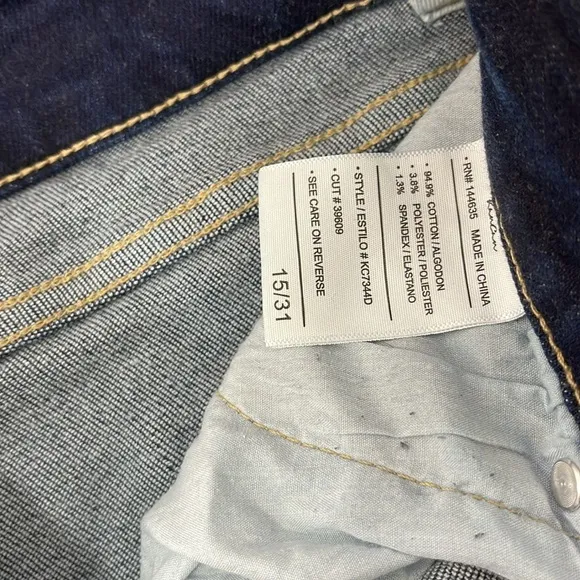 • RN# 144635 MADE IN CHINA
• 94.9% COTTON / ALGODON
• 3.8% POLYESTER / POLIESTER
• 1.3% SPANDEX / ELASTANO
• STYLE / ESTILO # KC7344D
• CUT # 39609
• SEE CARE ON REVERSE
15/31